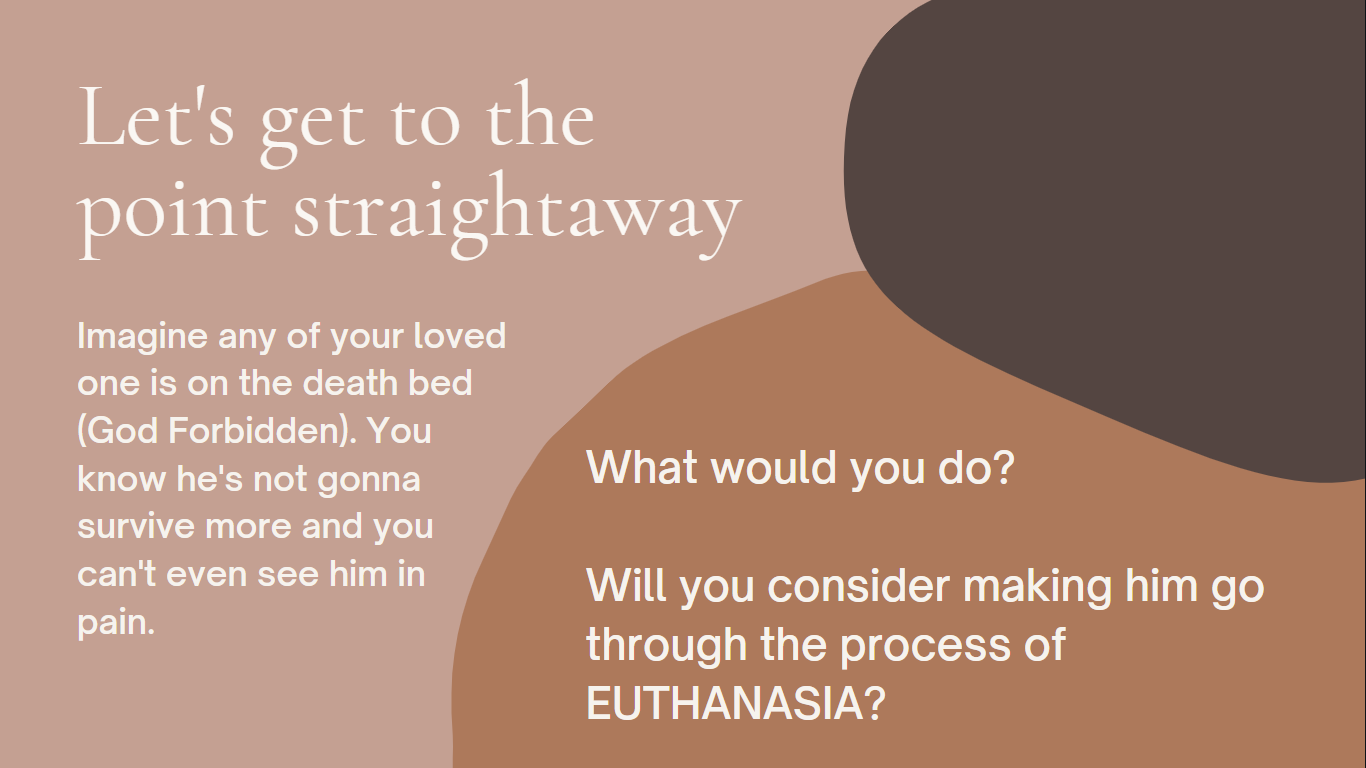 Let's get to the
point straightaway
Imagine any of your loved
one is on the death bed
(God Forbidden). You
know he's not gonna
survive more and you
can't even see him in
pain.
What would you do?
Will you consider making him go
through the process of
EUTHANASIA?